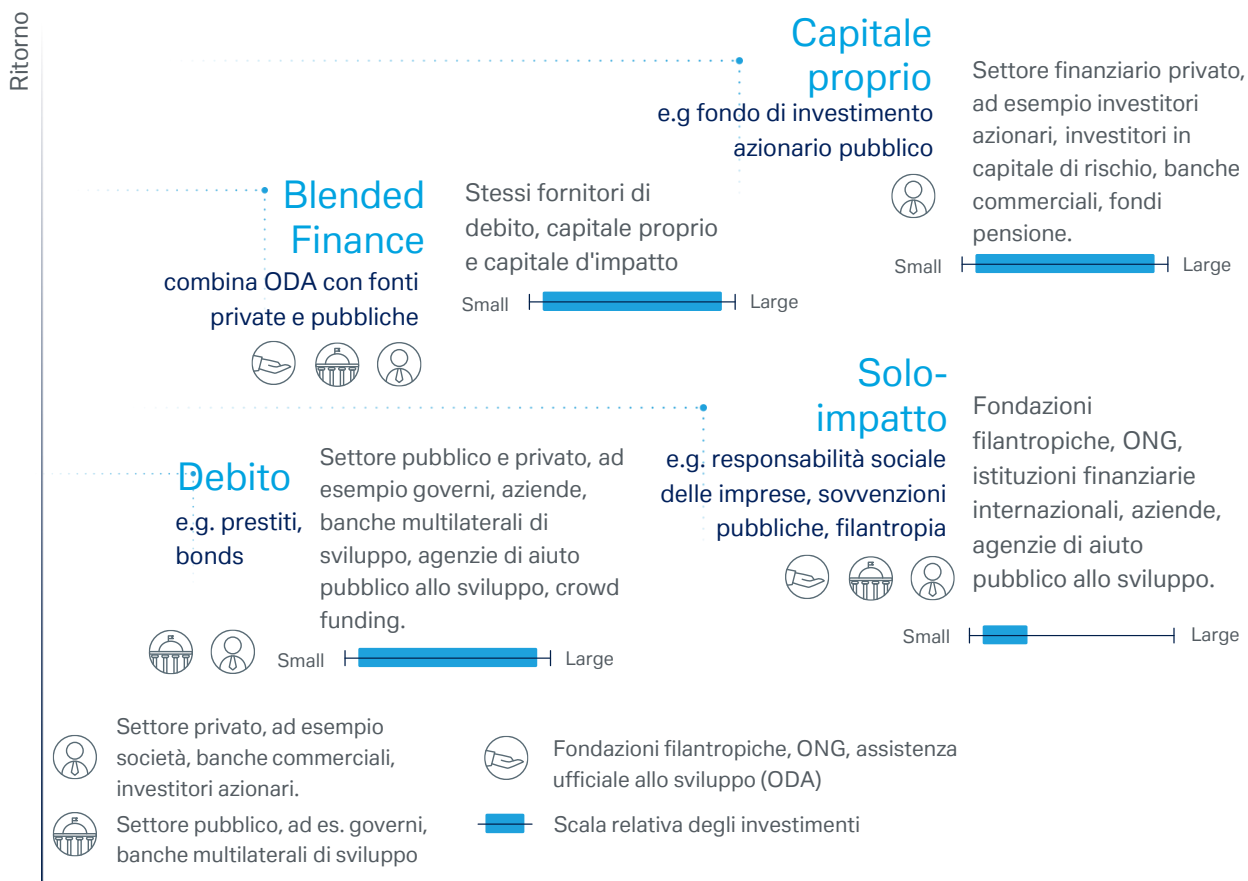 Ritorno
Capitale
proprio
e.g fondo di investimento
azionario pubblico
Settore finanziario privato,
ad esempio investitori
azionari, investitori in
capitale di rischio, banche
commerciali, fondi
pensione.
Small
Large
Blended
Finance
combina ODA con fonti
private e pubbliche
Stessi fornitori di
debito, capitale proprio
e capitale d'impatto
Small
Large
Solo-
impatto
e.g. responsabilità sociale
delle imprese, sovvenzioni
pubbliche, filantropia
Fondazioni
filantropiche, ONG,
istituzioni finanziarie
internazionali, aziende,
agenzie di aiuto
pubblico allo sviluppo.
Small
Large
Debito
e.g. prestiti,
bonds
Settore pubblico e privato, ad
esempio governi, aziende,
banche multilaterali di
sviluppo, agenzie di aiuto
pubblico allo sviluppo, crowd
funding.
Small
Large
Settore privato, ad esempio
società, banche commerciali,
investitori azionari.
Settore pubblico, ad es. governi,
banche multilaterali di sviluppo
Fondazioni filantropiche, ONG, assistenza
ufficiale allo sviluppo (ODA)
Scala relativa degli investimenti